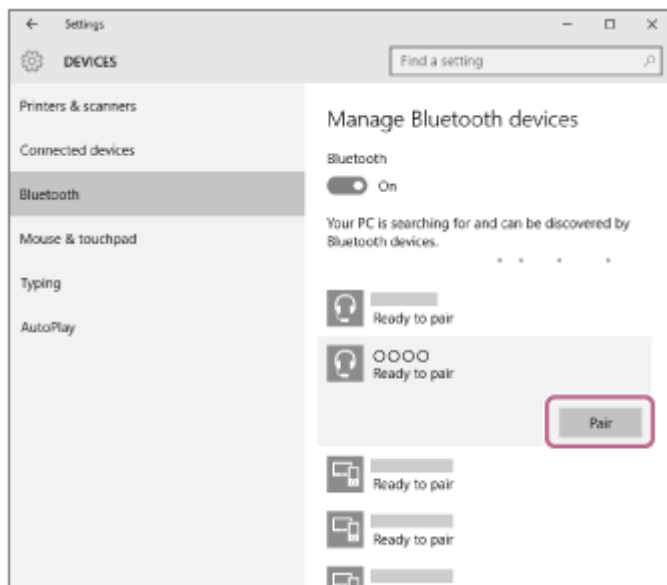 Settings
DEVICES
Find a setting
Printers & scanners
Connected devices
Bluetooth
Mouse & touchpad
Typing
AutoPlay
Manage Bluetooth devices
Bluetooth
On
Your PC is searching for and can be discovered by
Bluetooth devices.
Ready to pair
OOOO
Ready to pair
Pair
Ready to pair
Ready to pair